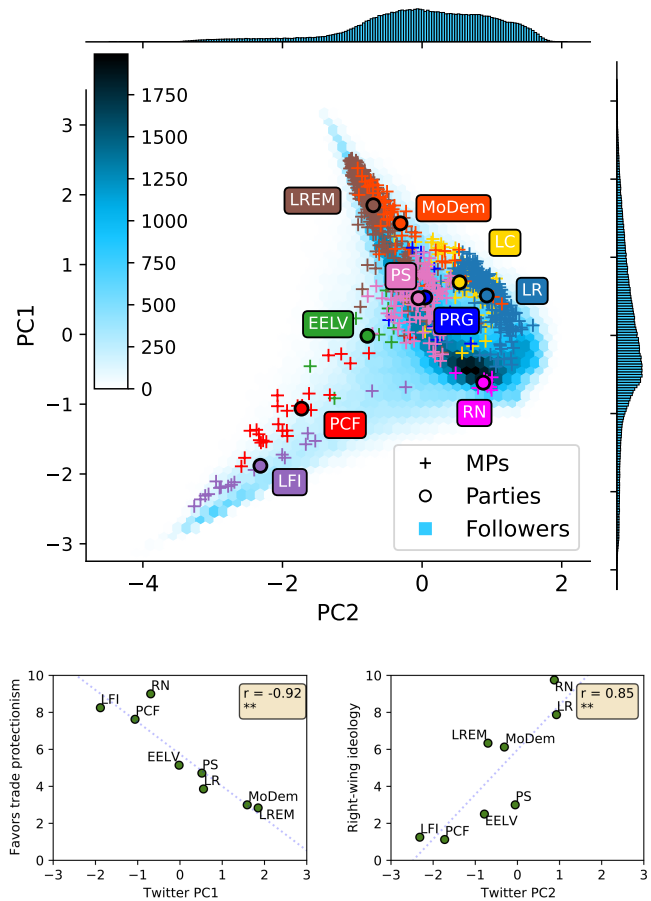 1750
1500
1250
1000
750
500
250
0
3
2
1
0
−1
−2
−3
PC1
LREM
MoDem
LC
PS
LR
EELV
PRG
RN
PCF
LFI
MPs
Parties
Followers
−4
−2
0
2
PC2
10
8
6
4
2
0
Favors trade protectionism
RN
LFI
PCF
EELV
PS
LR
MoDem
LREM
r = -0.92
**
−3
−2
−1
0
1
2
3
Twitter PC1
10
8
6
4
2
0
Right-wing ideology
RN
LR
LREM
MoDem
PS
EELV
LFI
PCF
r = 0.85
**
−3
−2
−1
0
1
2
3
Twitter PC2